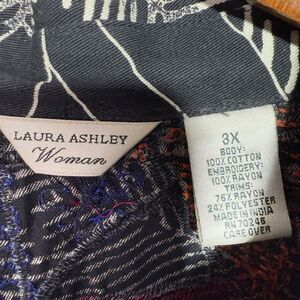 LAURA ASHLEY
Woman
3X
BODY:
100% COTTON
EMBROIDERY:
100% RAYON
TRIMS:
76% RAYON
24% POLYESTER
MADE IN INDIA
RN 70246
CARE OVER